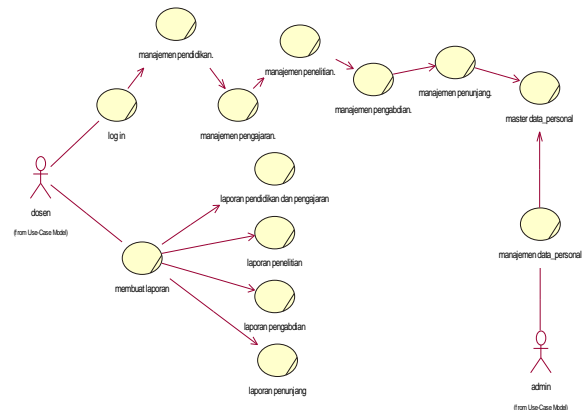 manajemen pendidikan.
manajemen penelitian.
manajemen pengabdian.
manajemen penunjang.
master data_personal
log in
manajemen pengajaran.
dosen
(from Use-Case Model)
laporan pendidikan dan pengajaran
laporan penelitian
membuat laporan
laporan pengabdian
laporan penunjang
manajemen data_personal
admin
(from Use-Case Model)